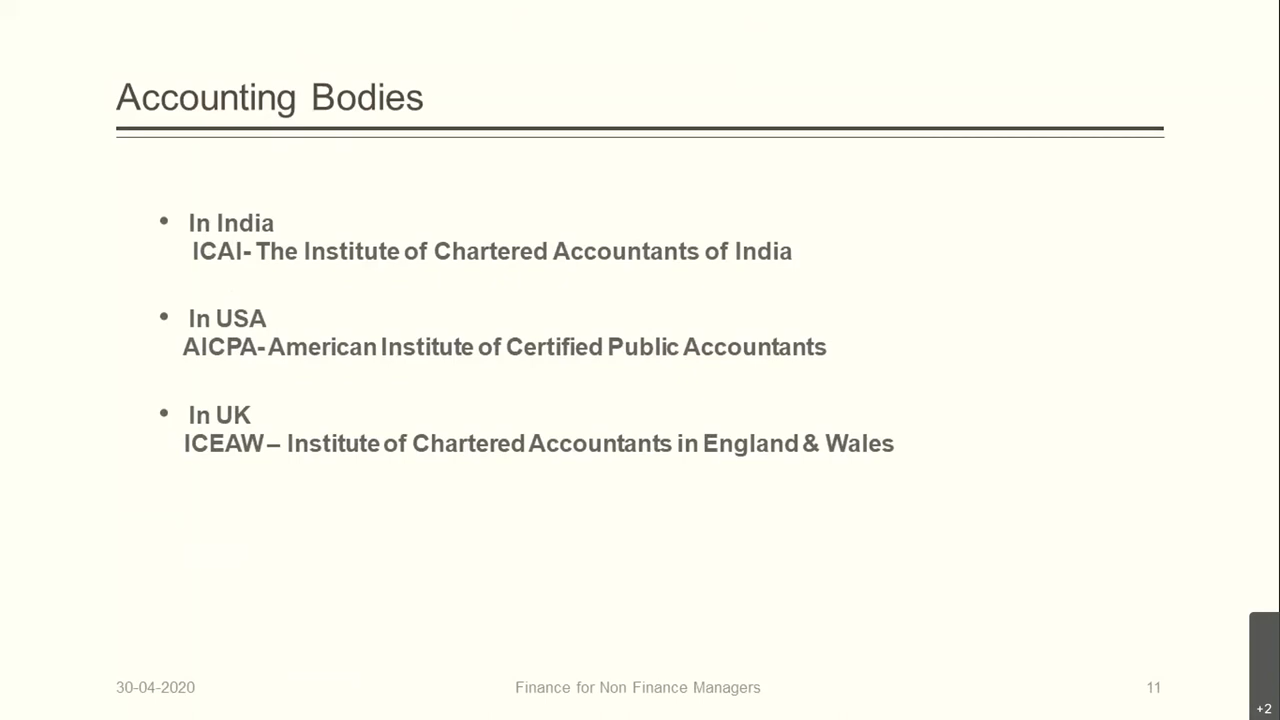 Accounting Bodies
• In India
ICAI- The Institute of Chartered Accountants of India
• In USA
AICPA- American Institute of Certified Public Accountants
• In UK
ICEAW – Institute of Chartered Accountants in England & Wales
30-04-2020 Finance for Non Finance Managers 11
+2